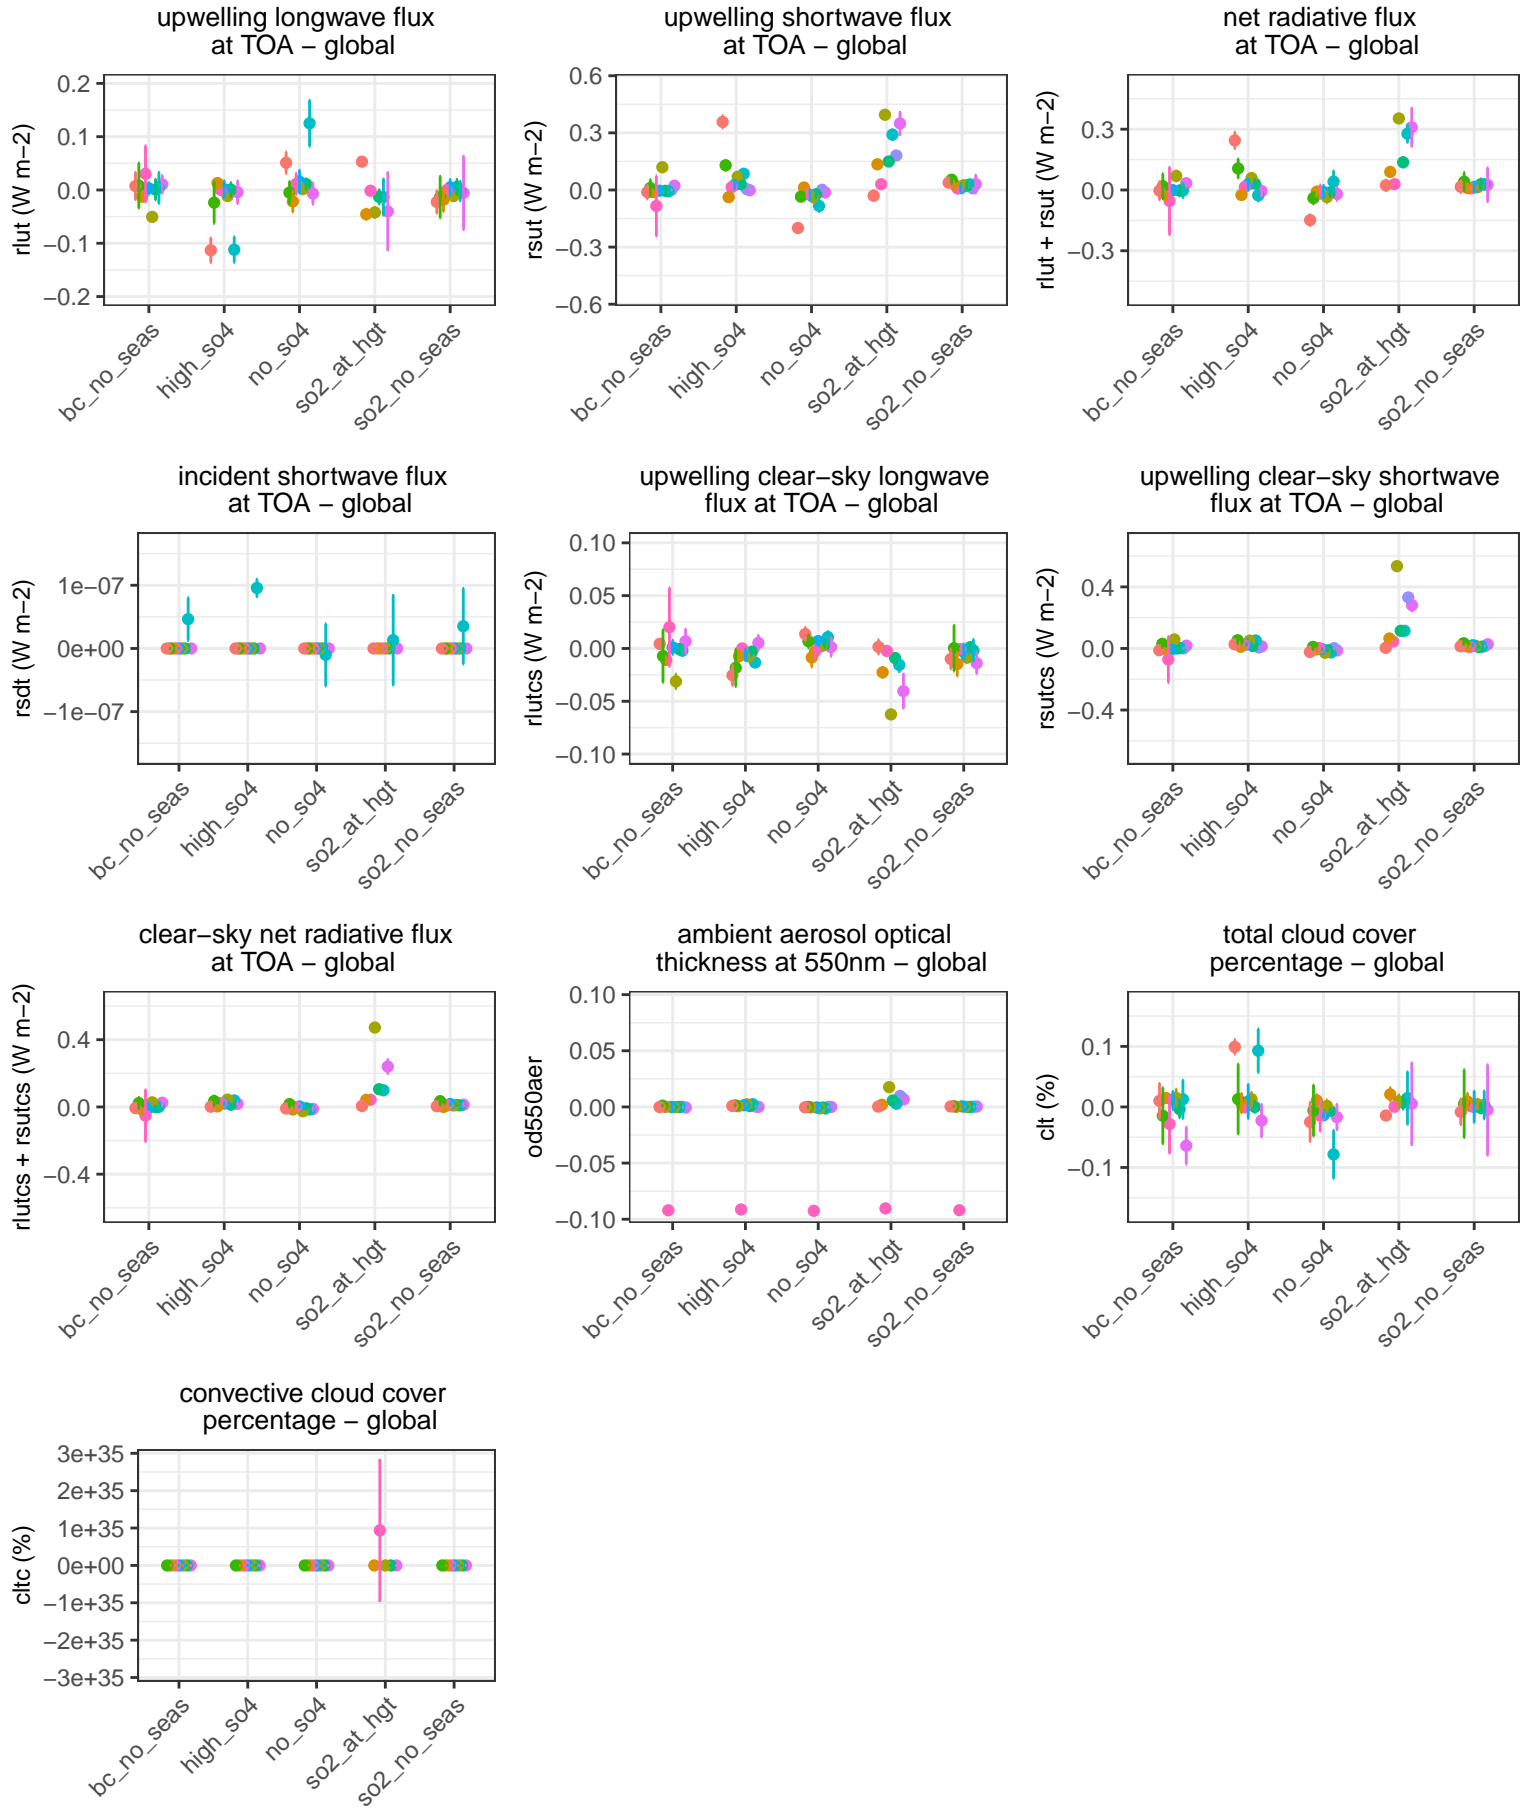 upwelling longwave flux
at TOA − global
rlut (W m−2)
0.2
0.1
0.0
−0.1
−0.2
bc_no_seas
high_so4
no_so4
so2_at_hgt
so2_no_seas
upwelling shortwave flux
at TOA − global
rsut (W m−2)
0.6
0.3
0.0
−0.3
−0.6
bc_no_seas
high_so4
no_so4
so2_at_hgt
so2_no_seas
net radiative flux
at TOA − global
rlut + rsut (W m−2)
0.3
0.0
−0.3
bc_no_seas
high_so4
no_so4
so2_at_hgt
so2_no_seas
incident shortwave flux
at TOA − global
rsdt (W m−2)
1e−07
0e+00
−1e−07
bc_no_seas
high_so4
no_so4
so2_at_hgt
so2_no_seas
upwelling clear−sky longwave
flux at TOA − global
rlutcs (W m−2)
0.10
0.05
0.00
−0.05
−0.10
bc_no_seas
high_so4
no_so4
so2_at_hgt
so2_no_seas
upwelling clear−sky shortwave
flux at TOA − global
rsutcs (W m−2)
0.4
0.0
−0.4
bc_no_seas
high_so4
no_so4
so2_at_hgt
so2_no_seas
clear−sky net radiative flux
at TOA − global
rlutcs + rsutcs (W m−2)
0.4
0.0
−0.4
bc_no_seas
high_so4
no_so4
so2_at_hgt
so2_no_seas
ambient aerosol optical
thickness at 550nm − global
od550aer
0.10
0.05
0.00
−0.05
−0.10
bc_no_seas
high_so4
no_so4
so2_at_hgt
so2_no_seas
total cloud cover
percentage − global
clt (%)
0.1
0.0
−0.1
bc_no_seas
high_so4
no_so4
so2_at_hgt
so2_no_seas
convective cloud cover
percentage − global
cltc (%)
3e+35
2e+35
1e+35
0e+00
−1e+35
−2e+35
−3e+35
bc_no_seas
high_so4
no_so4
so2_at_hgt
so2_no_seas